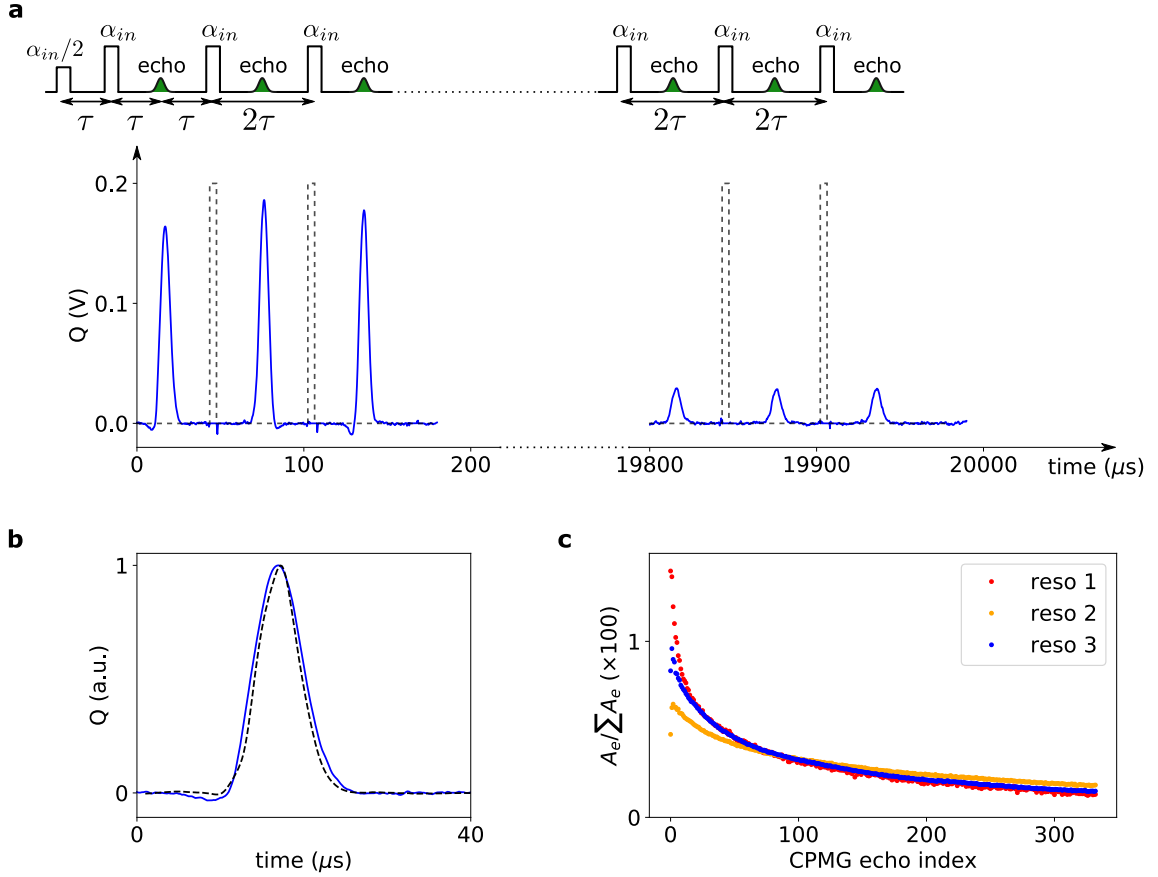 a
α_in/2 α_in α_in α_in α_in α_in α_in
echo echo echo echo echo echo
τ τ τ 2τ 2τ 2τ
Q (V)
0.2
0.1
0.0
0 100 200 19800 19900 20000 time (μs)
b
Q (a.u.)
1
0
0 40
time (μs)
c
A_e/∑A_e (×100)
1
0
reso 1
reso 2
reso 3
0 100 200 300
CPMG echo index